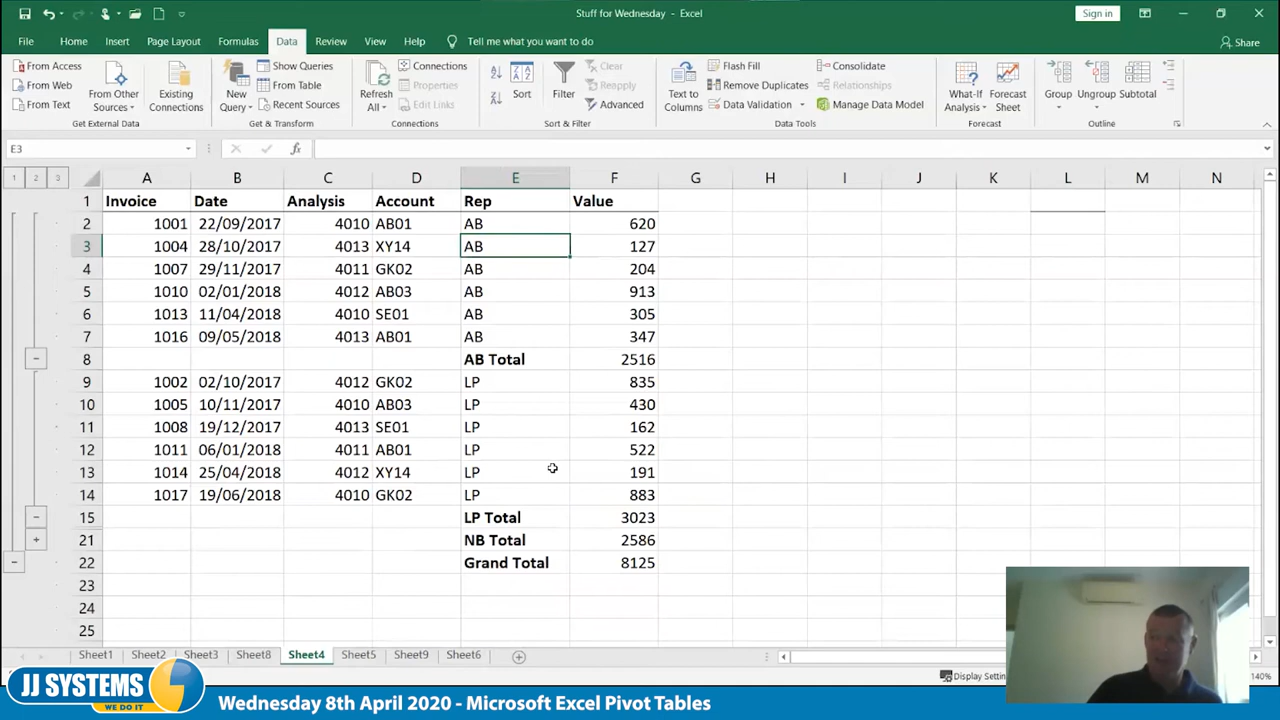 Stuff for Wednesday - Excel
Sign in
File Home Insert Page Layout Formulas Data Review View Help Tell me what you want to do Share
From Access
From Web
From Text
From Other Sources
Existing Connections
Get External Data
New Query
Show Queries
From Table
Recent Sources
Get & Transform
Refresh All
Connections
Properties
Edit Links
Connections
Sort
Filter
Clear
Reapply
Advanced
Sort & Filter
Text to Columns
Flash Fill
Remove Duplicates
Data Validation
Consolidate
Relationships
Manage Data Model
Data Tools
What-If Analysis
Forecast Sheet
Forecast
Group
Ungroup
Subtotal
Outline
E3 fx
1 2 3 A B C D E F G H I J K L M N
1 Invoice Date Analysis Account Rep Value
2 1001 22/09/2017 4010 AB01 AB 620
3 1004 28/10/2017 4013 XY14 AB 127
4 1007 29/11/2017 4011 GK02 AB 204
5 1010 02/01/2018 4012 AB03 AB 913
6 1013 11/04/2018 4010 SE01 AB 305
7 1016 09/05/2018 4013 AB01 AB 347
8 AB Total 2516
9 1002 02/10/2017 4012 GK02 LP 835
10 1005 10/11/2017 4010 AB03 LP 430
11 1008 19/12/2017 4013 SE01 LP 162
12 1011 06/01/2018 4011 AB01 LP 522
13 1014 25/04/2018 4012 XY14 LP 191
14 1017 19/06/2018 4010 GK02 LP 883
15 LP Total 3023
21 NB Total 2586
22 Grand Total 8125
23
24
25
Sheet1 Sheet2 Sheet3 Sheet8 Sheet4 Sheet5 Sheet9 Sheet6
Display 140%
JJ SYSTEMS
WE DO IT
Wednesday 8th April 2020 - Microsoft Excel Pivot Tables